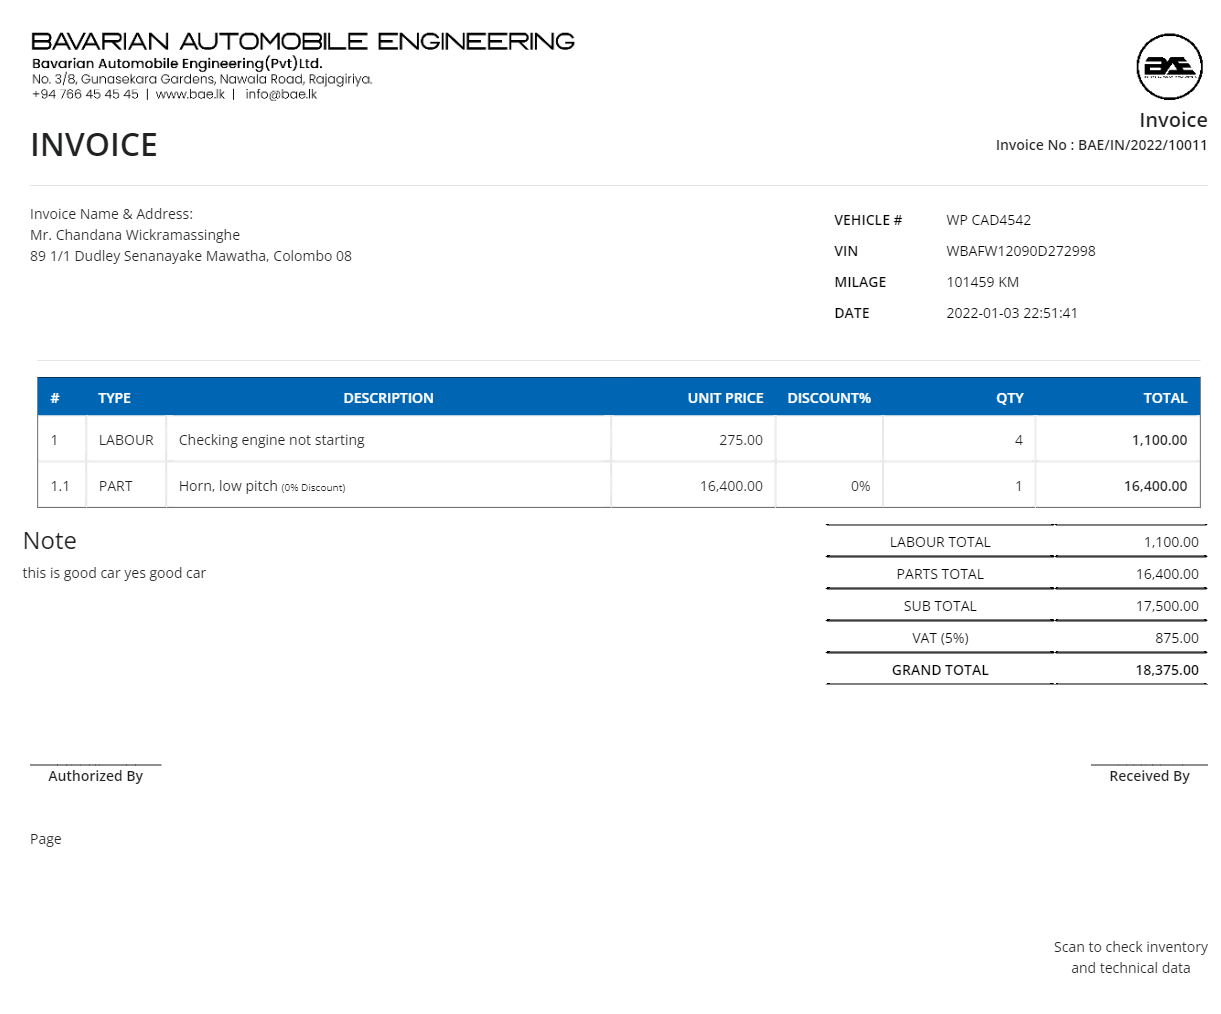 BAVARIAN AUTOMOBILE ENGINEERING
Bavarian Automobile Engineering(Pvt)Ltd.
No. 3/8, Gunasekara Gardens, Nawala Road, Rajagiriya.
+94 766 45 45 45 | www.bae.lk | info@bae.lk
BAE
Invoice
INVOICE
Invoice No : BAE/IN/2022/10011
Invoice Name & Address:
Mr. Chandana Wickramassinghe
89 1/1 Dudley Senanayake Mawatha, Colombo 08
VEHICLE # WP CAD4542
VIN WBAFW12090D272998
MILAGE 101459 KM
DATE 2022-01-03 22:51:41
# TYPE DESCRIPTION UNIT PRICE DISCOUNT% QTY TOTAL
1 LABOUR Checking engine not starting 275.00 4 1,100.00
1.1 PART Horn, low pitch (0% Discount) 16,400.00 0% 1 16,400.00
Note
this is good car yes good car
LABOUR TOTAL 1,100.00
PARTS TOTAL 16,400.00
SUB TOTAL 17,500.00
VAT (5%) 875.00
GRAND TOTAL 18,375.00
Authorized By
Received By
Page
Scan to check inventory
and technical data